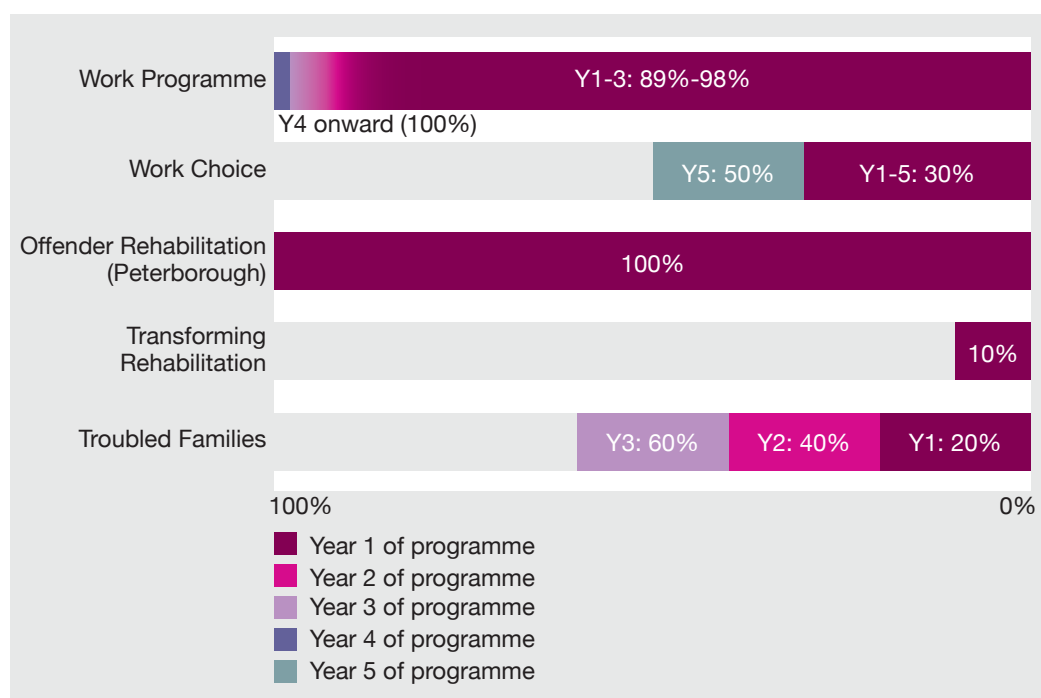 Work Programme
Y1-3: 89%-98%
Y4 onward (100%)
Work Choice
Y5: 50%
Y1-5: 30%
Offender Rehabilitation
(Peterborough)
100%
Transforming
Rehabilitation
10%
Troubled Families
Y3: 60%
Y2: 40%
Y1: 20%
100%
0%
Year 1 of programme
Year 2 of programme
Year 3 of programme
Year 4 of programme
Year 5 of programme